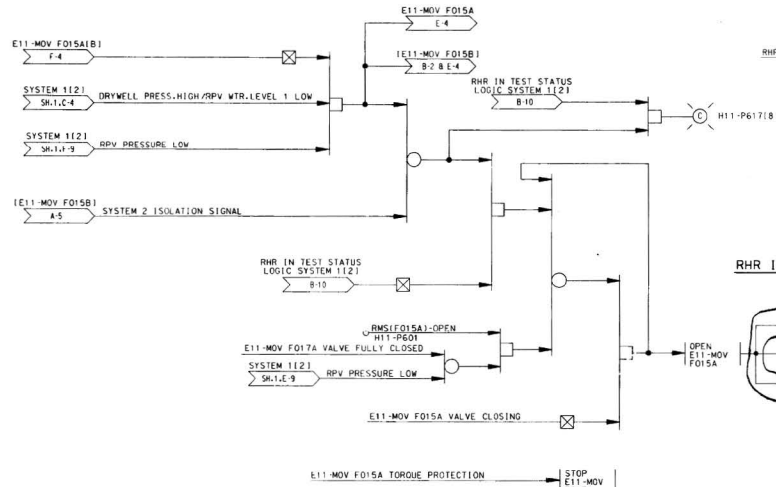 E11-MOV F015A
E-4
E11-MOV F015A[B]
F-4
[E11-MOV F015B]
B-2 & E-4
RHR
SYSTEM 1[2]
SH.1.C-4
DRYWELL PRESS.HIGH/RPV WTR.LEVEL 1 LOW
RHR IN TEST STATUS
LOGIC SYSTEM 1[2]
B-10
C
H11-P617[8
SYSTEM 1[2]
SH.1.F-9
RPV PRESSURE LOW
[E11-MOV F015B]
A-5
SYSTEM 2 ISOLATION SIGNAL
RHR IN TEST STATUS
LOGIC SYSTEM 1[2]
B-10
RHR I
RMS(F015A)-OPEN
H11-P601
E11-MOV F017A VALVE FULLY CLOSED
SYSTEM 1[2]
SH.1.E-9
RPV PRESSURE LOW
OPEN
E11-MOV
F015A
E11-MOV F015A VALVE CLOSING
E11-MOV F015A TORQUE PROTECTION
STOP
E11-MOV